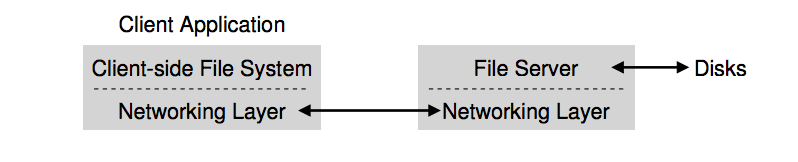 Client Application
Client-side File System
Networking Layer
File Server
Networking Layer
Disks